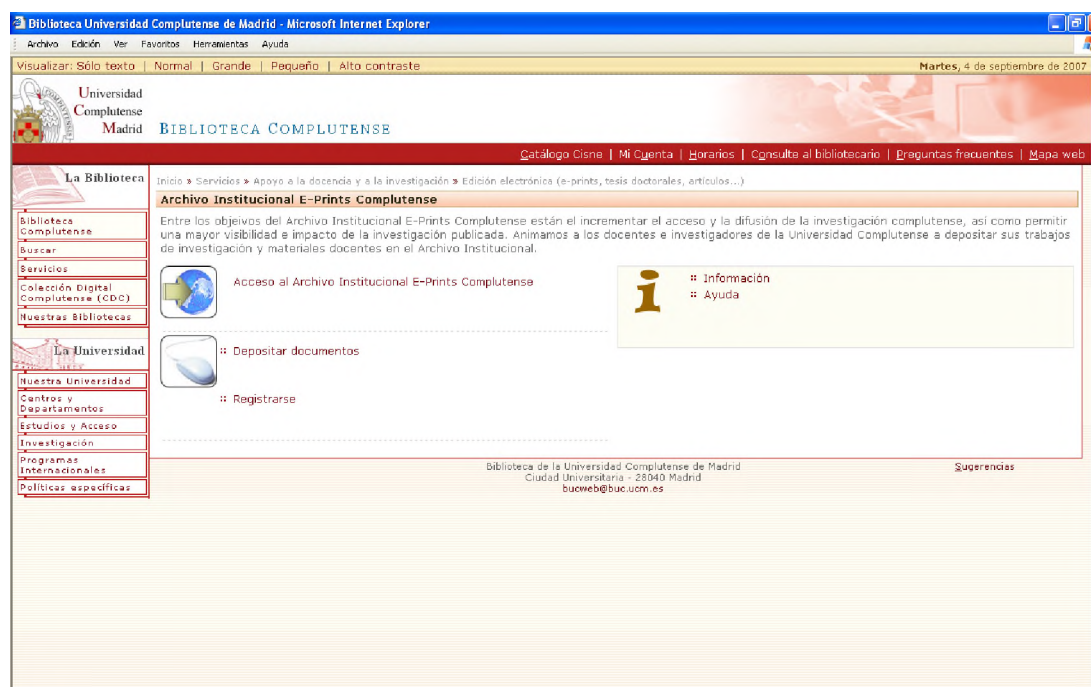 Biblioteca Universidad Complutense de Madrid - Microsoft Internet Explorer
Archivo Edición Ver Favoritos Herramientas Ayuda
Visualizar: Sólo texto | Normal | Grande | Pequeño | Alto contraste
Martes, 4 de septiembre de 2007
Universidad
Complutense
Madrid
BIBLIOTECA COMPLUTENSE
Catálogo Cisne | Mi Cuenta | Horarios | Consulte al bibliotecario | Preguntas frecuentes | Mapa web
La Biblioteca
Biblioteca
Complutense
Buscar
Servicios
Colección Digital
Complutense (CDC)
Nuestras Bibliotecas
La Universidad
Nuestra Universidad
Centros y
Departamentos
Estudios y Acceso
Investigación
Programas
Internacionales
Políticas específicas
Inicio » Servicios » Apoyo a la docencia y a la investigación » Edición electrónica (e-prints, tesis doctorales, artículos...)
Archivo Institucional E-Prints Complutense
Entre los objeivos del Archivo Institucional E-Prints Complutense están el incrementar el acceso y la difusión de la investigación complutense, así como permitir
una mayor visibilidad e impacto de la investigación publicada. Animamos a los docentes e investigadores de la Universidad Complutense a depositar sus trabajos
de investigación y materiales docentes en el Archivo Institucional.
Acceso al Archivo Institucional E-Prints Complutense
:: Depositar documentos
:: Registrarse
:: Información
:: Ayuda
Biblioteca de la Universidad Complutense de Madrid
Ciudad Universitaria - 28040 Madrid
bucweb@buc.ucm.es
Sugerencias